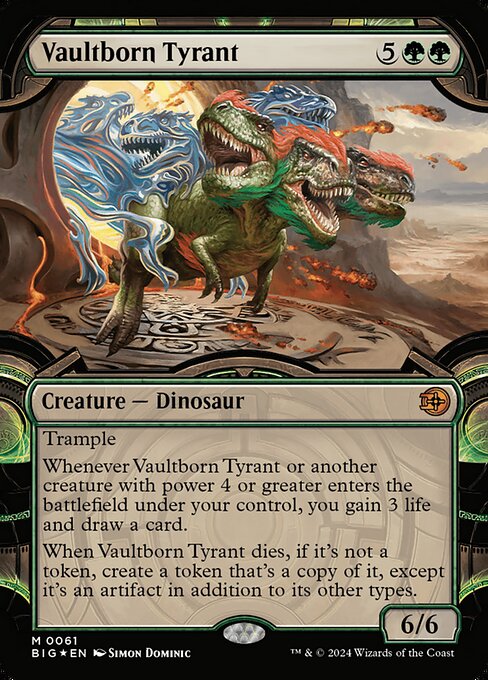 Vaultborn Tyrant 5
Creature — Dinosaur
Trample
Whenever Vaultborn Tyrant or another
creature with power 4 or greater enters the
battlefield under your control, you gain 3 life
and draw a card.
When Vaultborn Tyrant dies, if it's not a
token, create a token that's a copy of it, except
it's an artifact in addition to its other types.
6/6
M 0061
BIG★EN Simon Dominic
™ & © 2024 Wizards of the Coast